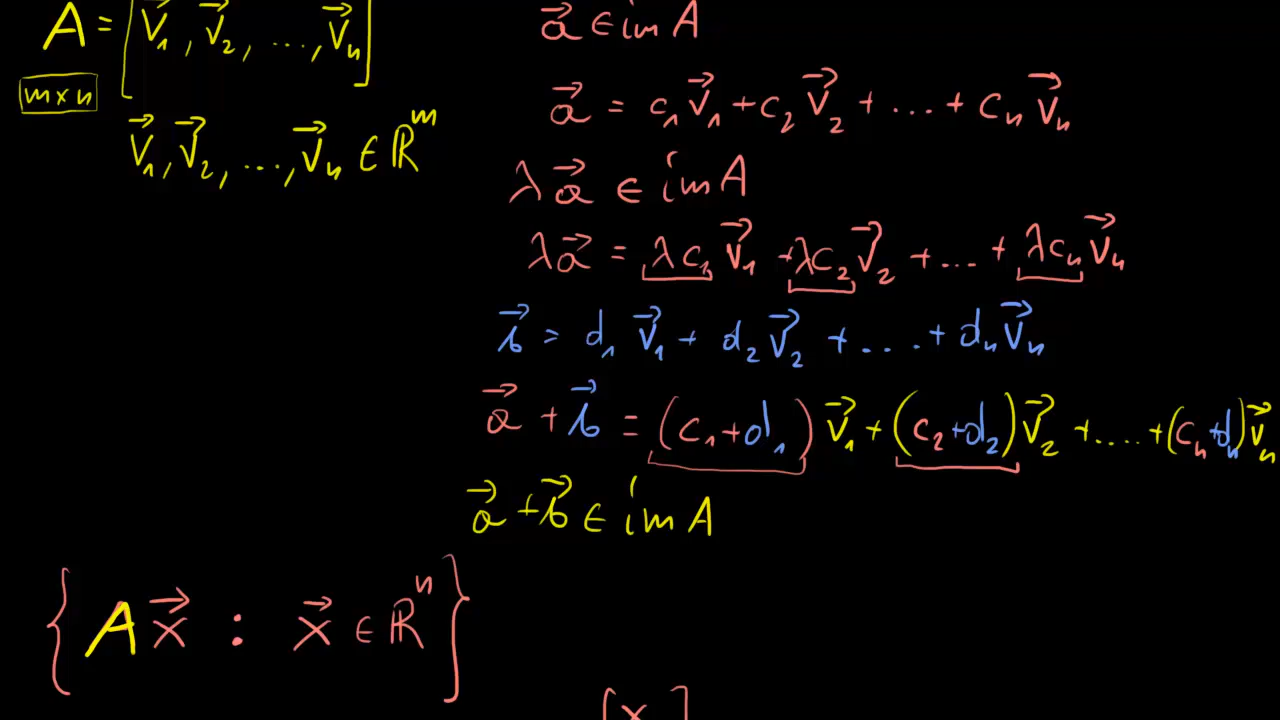 A = [v⃗₁, v⃗₂, ..., v⃗ₙ]
m×n
v⃗₁, v⃗₂, ..., v⃗ₙ ∈ ℝᵐ
a⃗ ∈ im A
a⃗ = c₁v⃗₁ + c₂v⃗₂ + ... + cₙv⃗ₙ
λa⃗ ∈ im A
λa⃗ = λc₁v⃗₁ + λc₂v⃗₂ + ... + λcₙv⃗ₙ
b⃗ = d₁v⃗₁ + d₂v⃗₂ + .... + dₙv⃗ₙ
a⃗ + b⃗ = (c₁+d₁)v⃗₁ + (c₂+d₂)v⃗₂ + .... + (cₙ+dₙ)v⃗ₙ
a⃗ + b⃗ ∈ im A
{Ax⃗ : x⃗ ∈ ℝⁿ}